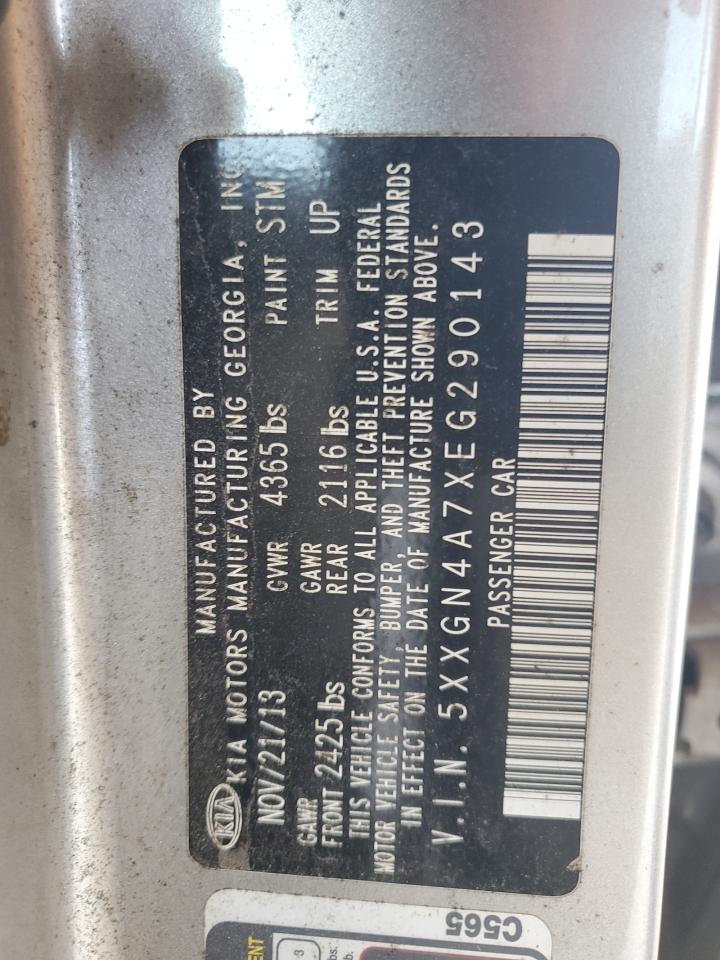 MANUFACTURED BY
KIA KIA MOTORS MANUFACTURING GEORGIA, INC
NOV/21/13 GVWR 4365 lbs PAINT STM
GAWR GAWR
FRONT 2425 lbs REAR 2116 lbs TRIM UP
THIS VEHICLE CONFORMS TO ALL APPLICABLE U.S.A. FEDERAL
MOTOR VEHICLE SAFETY, BUMPER, AND THEFT PREVENTION STANDARDS
IN EFFECT ON THE DATE OF MANUFACTURE SHOWN ABOVE.
V.I.N. 5XXGN4A7XEG290143
PASSENGER CAR
C565
3